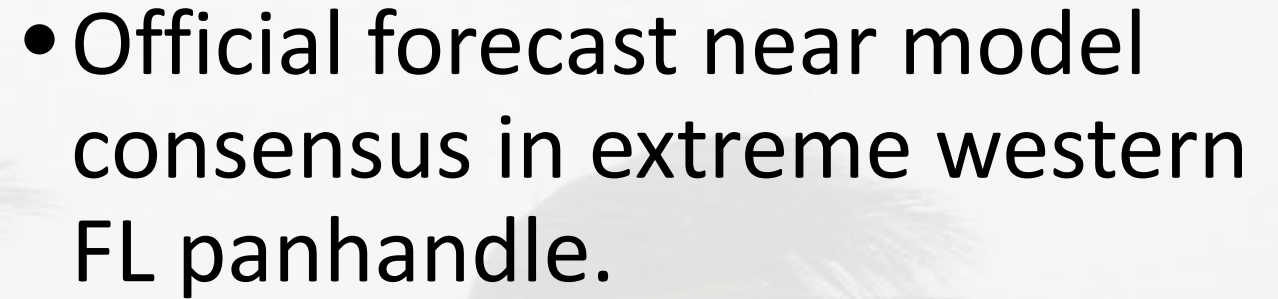 • Official forecast near model
consensus in extreme western
FL panhandle.